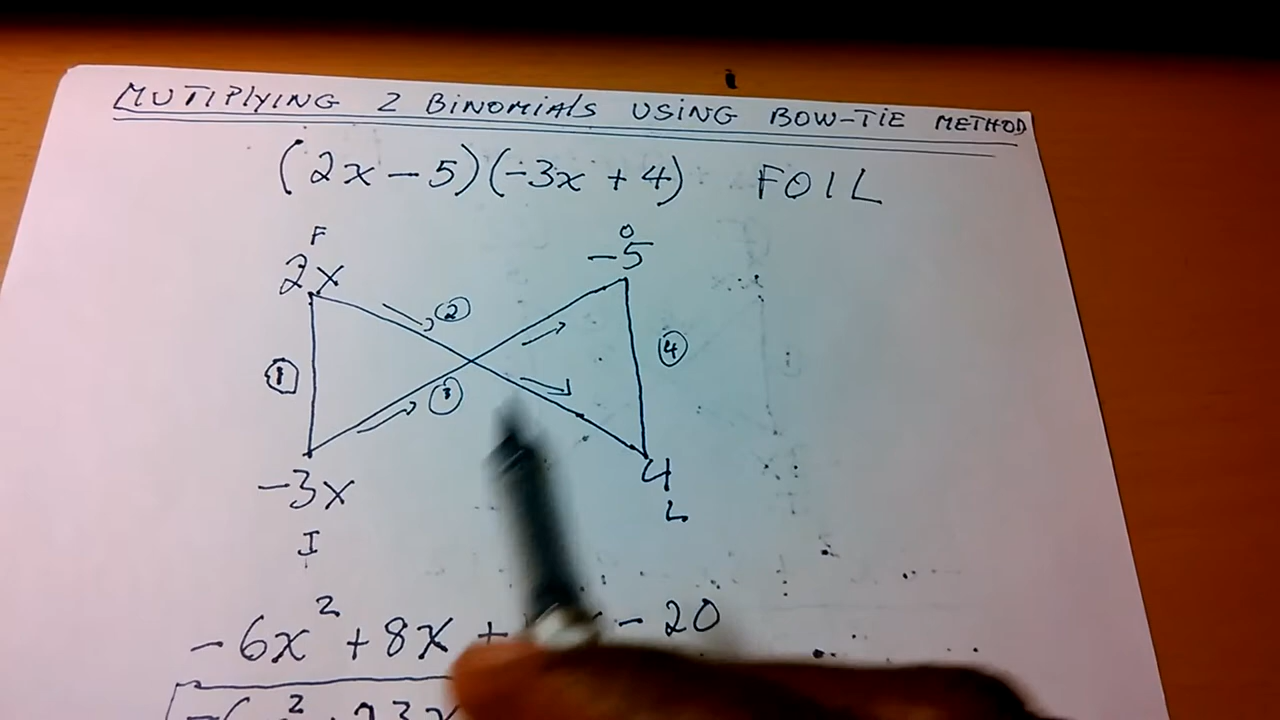 MUTIPlYING 2 BINOMIAlS USING BOW-TIE METHOD
(2x - 5)(-3x + 4) FOIL
F O
2x -5
2
1 4
3
-3x 4
I L
-6x² + 8x + - 20